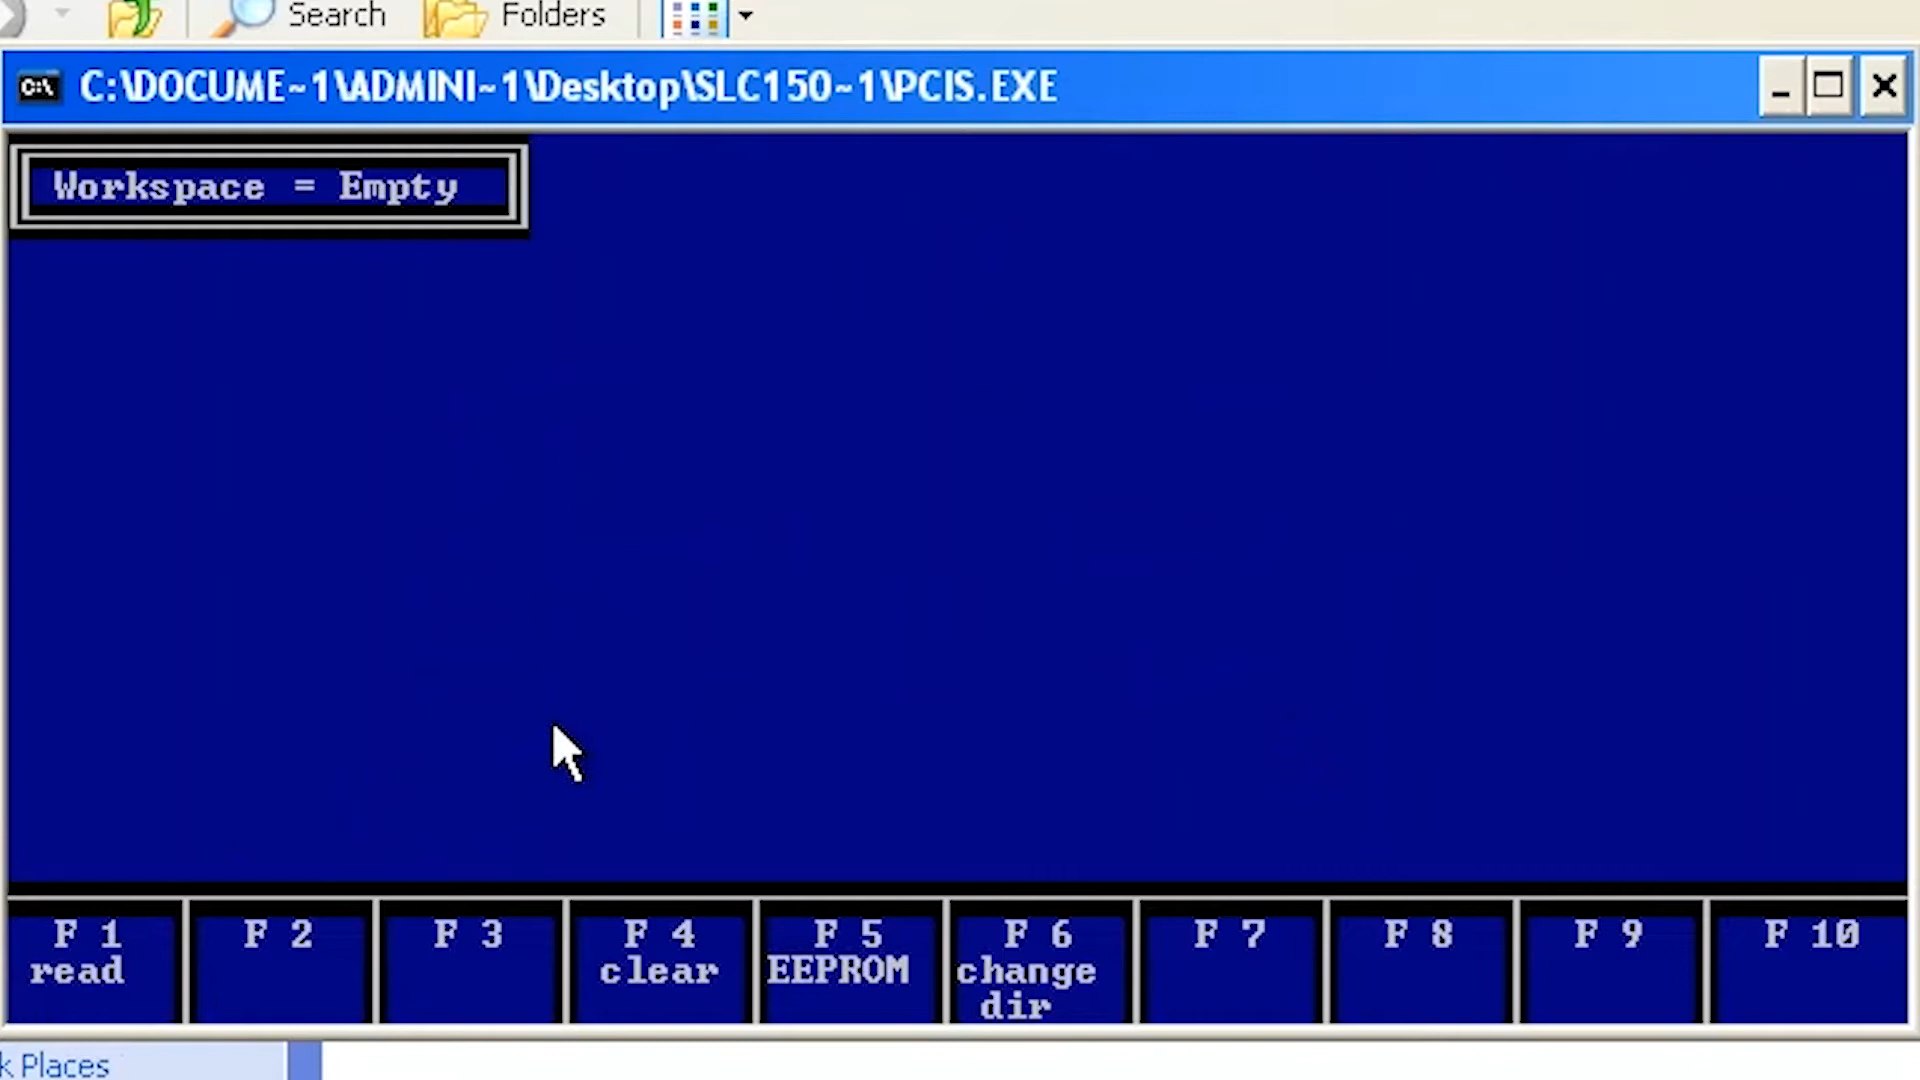 Search
Folders
C:\DOCUME~1\ADMINI~1\Desktop\SLC150~1\PCIS.EXE
Workspace = Empty
F 1 F 2 F 3 F 4 F 5 F 6 F 7 F 8 F 9 F 10
read clear EEPROM change
dir
k Places